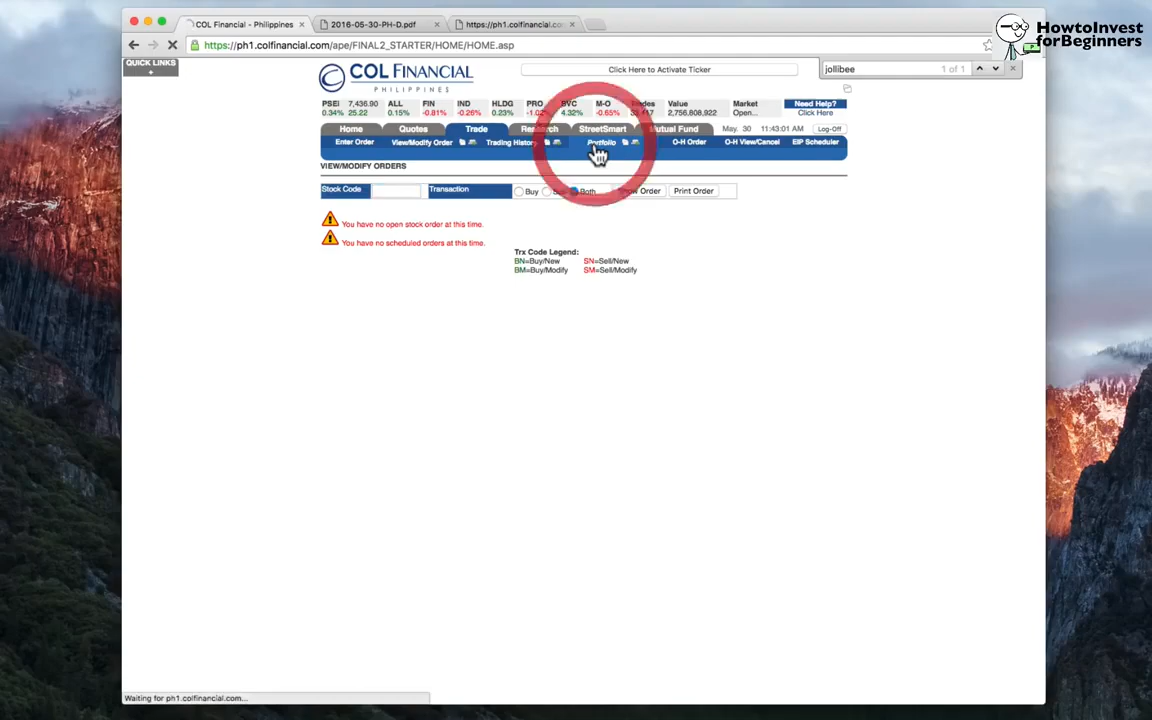 COL Financial - Philippines
2016-05-30-PH-D.pdf
https://ph1.colfinancial.co
https://ph1.colfinancial.com/ape/FINAL2_STARTER/HOME/HOME.asp
HowtoInvest
forBeginners
QUICK LINKS
+
jollibee 1 of 1
COL FINANCIAL
PHILIPPINES
Click Here to Activate Ticker
PSEi 7,436.90 ALL FIN IND HLDG PRO SVC M-O Value Market Need Help?
0.34% 25.22 0.15% -0.81% -0.26% 0.23% 4.32% -0.65% 2,756,808,922 Open... Click Here
Home Quotes Trade Research StreetSmart Mutual Fund May. 30 11:43:01 AM Log-Off
Enter Order View/Modify Order Trading History Portfolio O-H Order O-H View/Cancel EIP Scheduler
VIEW/MODIFY ORDERS
Stock Code Transaction Buy Both Order Print Order
You have no open stock order at this time.
You have no scheduled orders at this time.
Trx Code Legend:
BN=Buy/New SN=Sell/New
BM=Buy/Modify SM=Sell/Modify
Waiting for ph1.colfinancial.com...